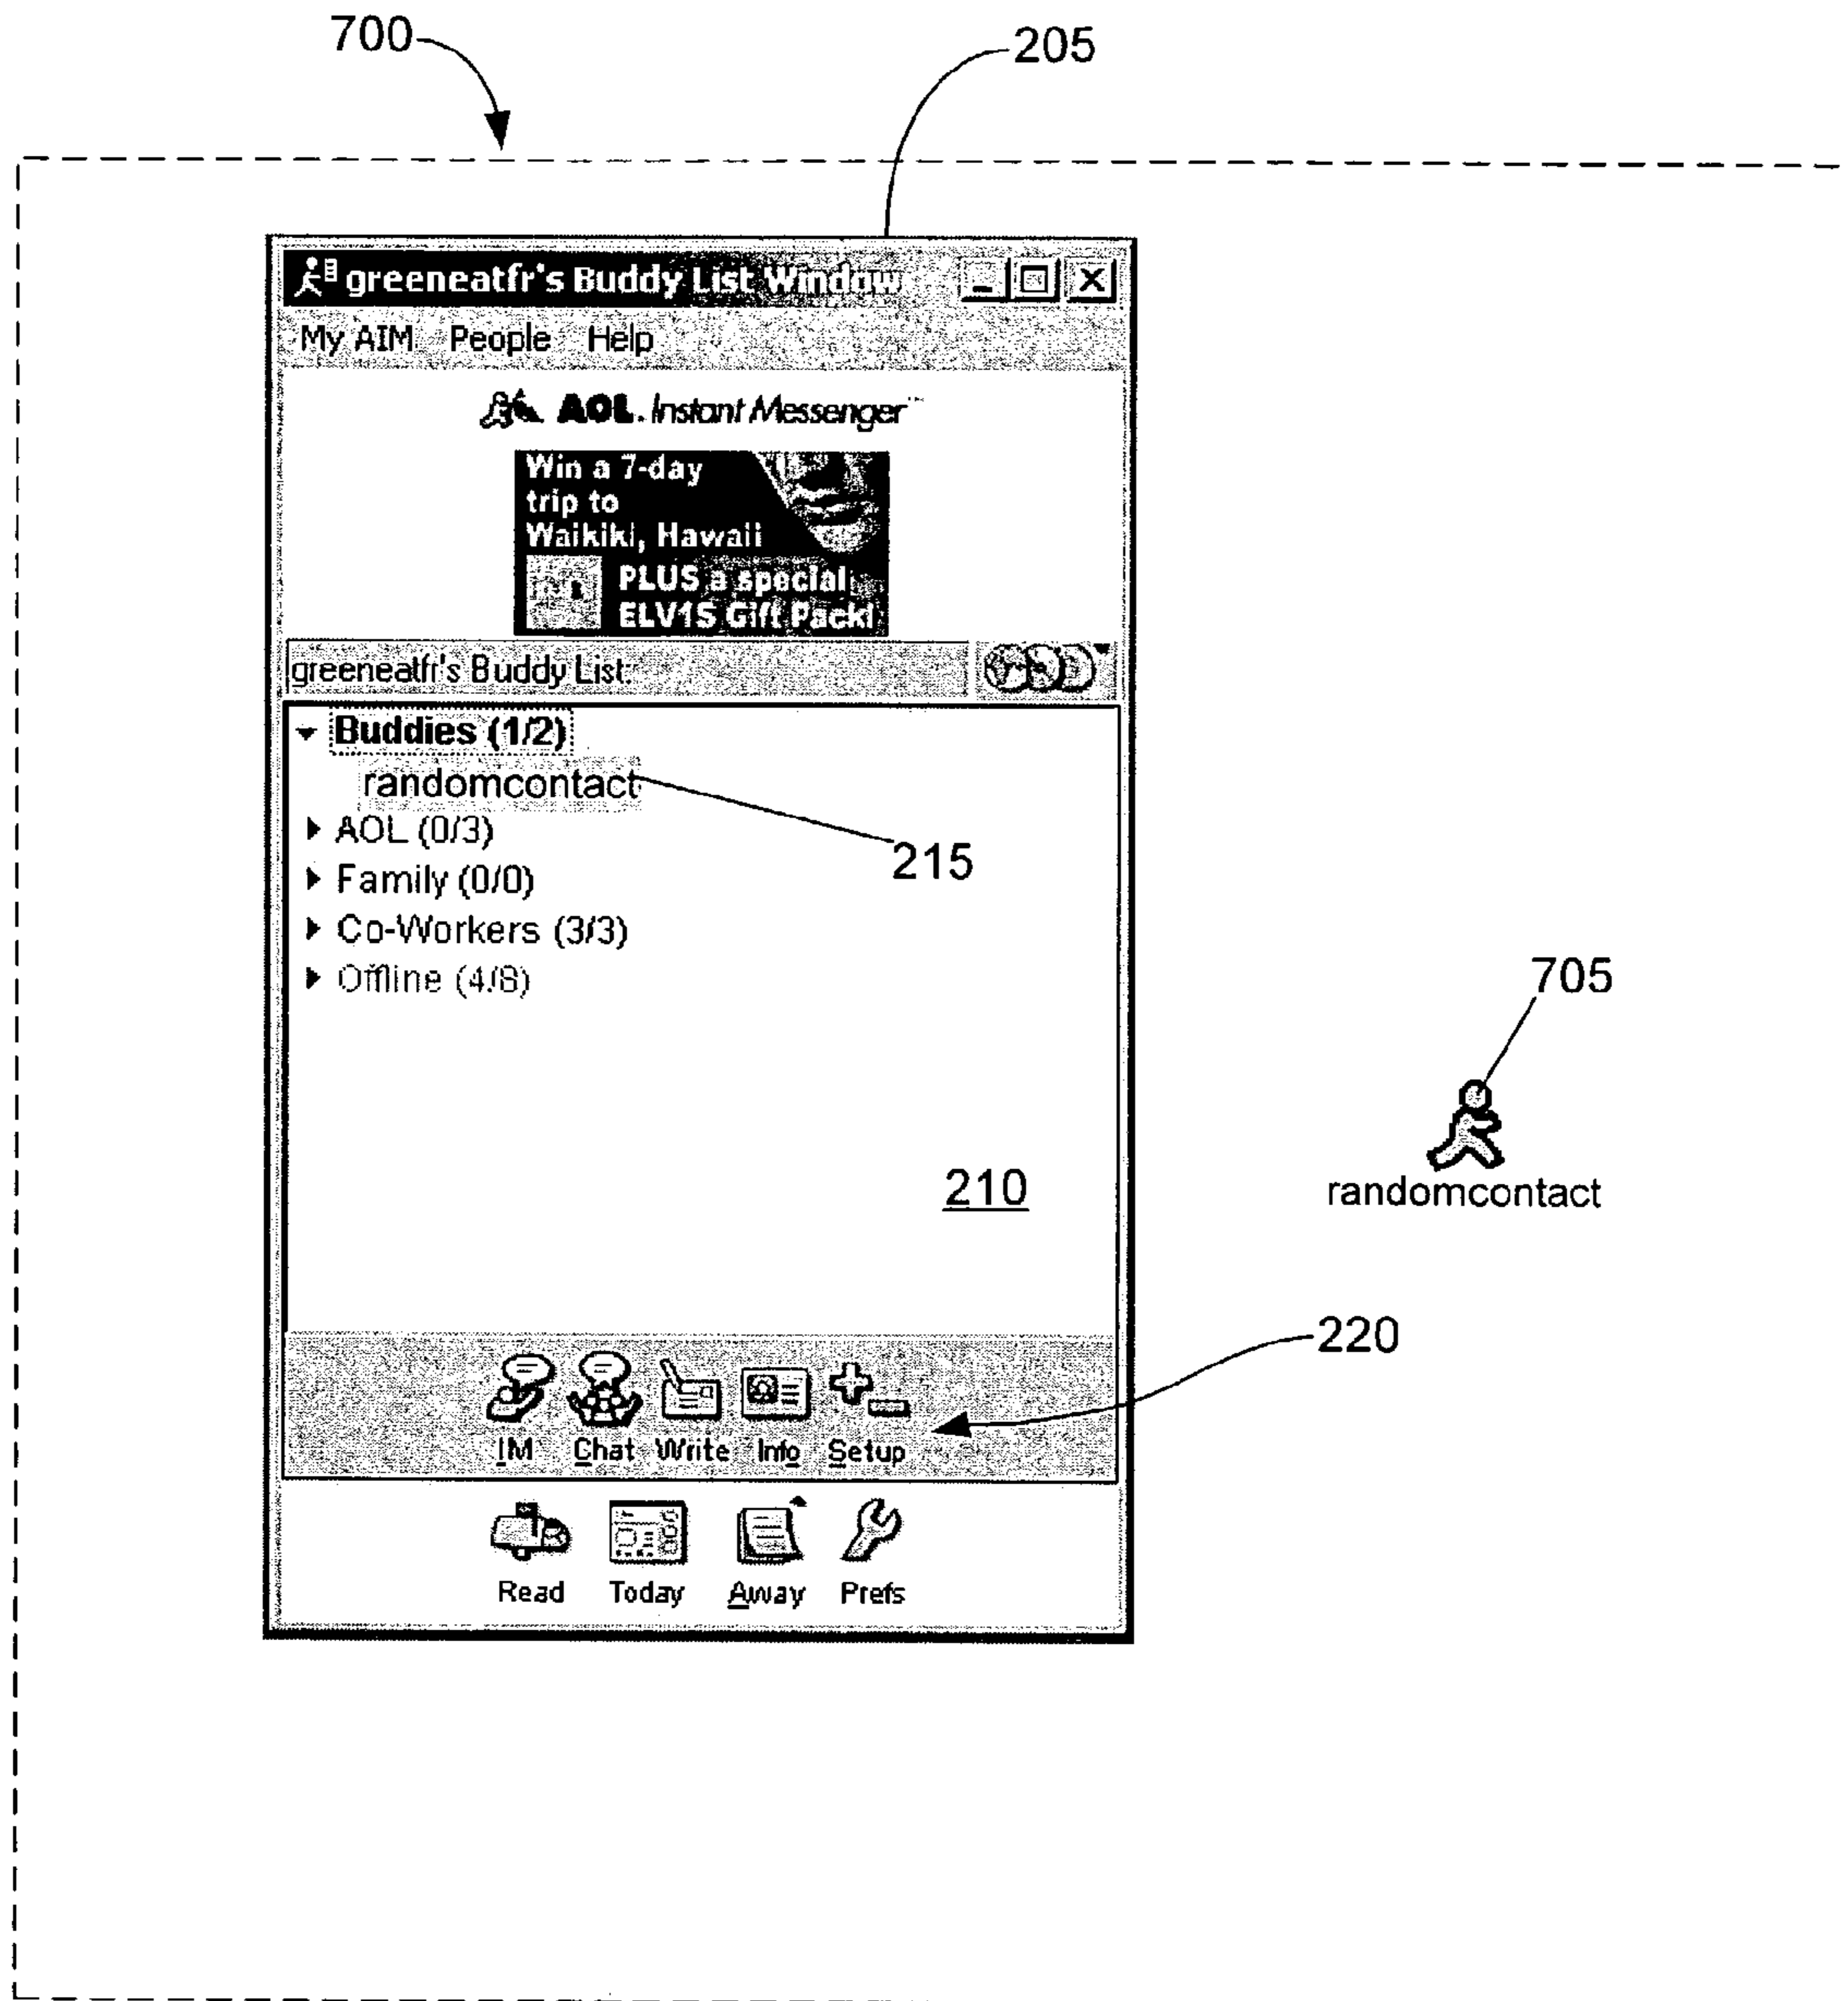 700
205
greeneatfr's Buddy List Window
My AIM People Help
AOL. Instant Messenger™
Win a 7-day
trip to
Waikiki, Hawaii
PLUS a special
ELV1S Gift Pack!
greeneatfr's Buddy List:
Buddies (1/2)
randomcontact
AOL (0/3)
215
Family (0/0)
Co-Workers (3/3)
Offline (4/8)
705
210
randomcontact
220
IM Chat Write Info Setup
Read Today Away Prefs